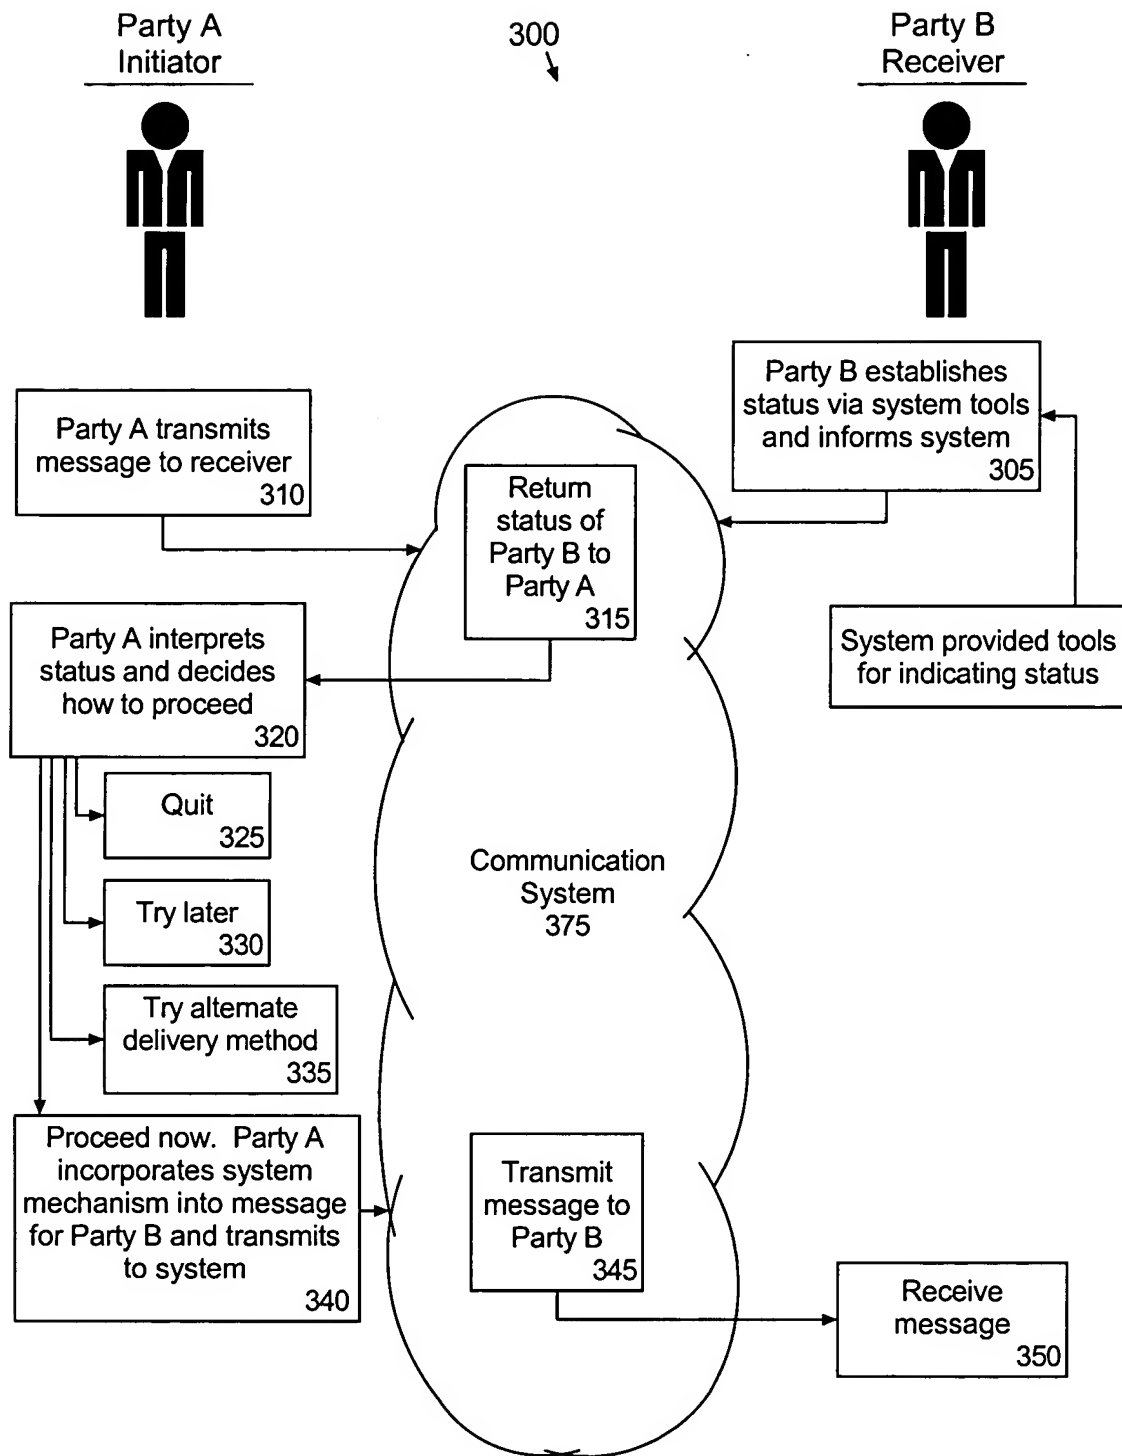 Party A
Initiator
300
Party B
Receiver
Party B establishes
status via system tools
and informs system
305
Party A transmits
message to receiver
310
Return
status of
Party B to
Party A
315
Party A interprets
status and decides
how to proceed
320
System provided tools
for indicating status
Quit
325
Try later
330
Try alternate
delivery method
335
Communication
System
375
Proceed now. Party A
incorporates system
mechanism into message
for Party B and transmits
to system
340
Transmit
message to
Party B
345
Receive
message
350